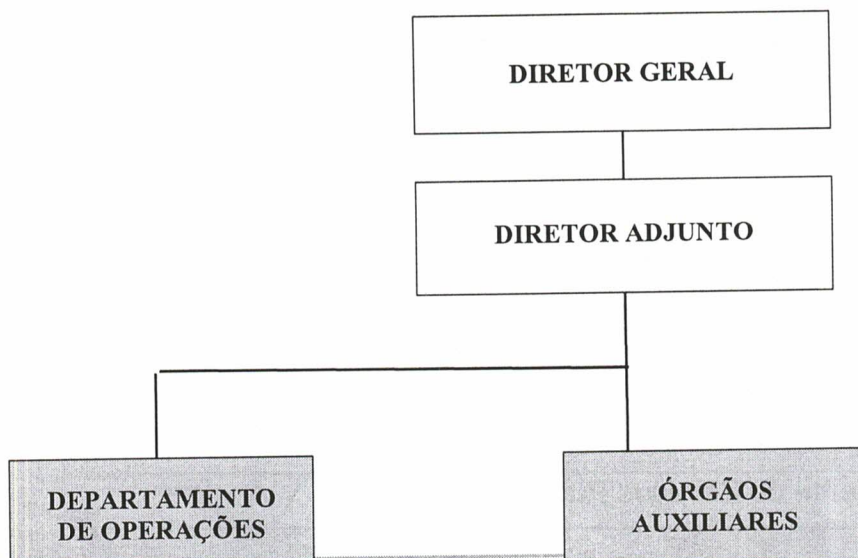 DIRETOR GERAL
DIRETOR ADJUNTO
DEPARTAMENTO
DE OPERAÇÕES
ÓRGÃOS
AUXILIARES